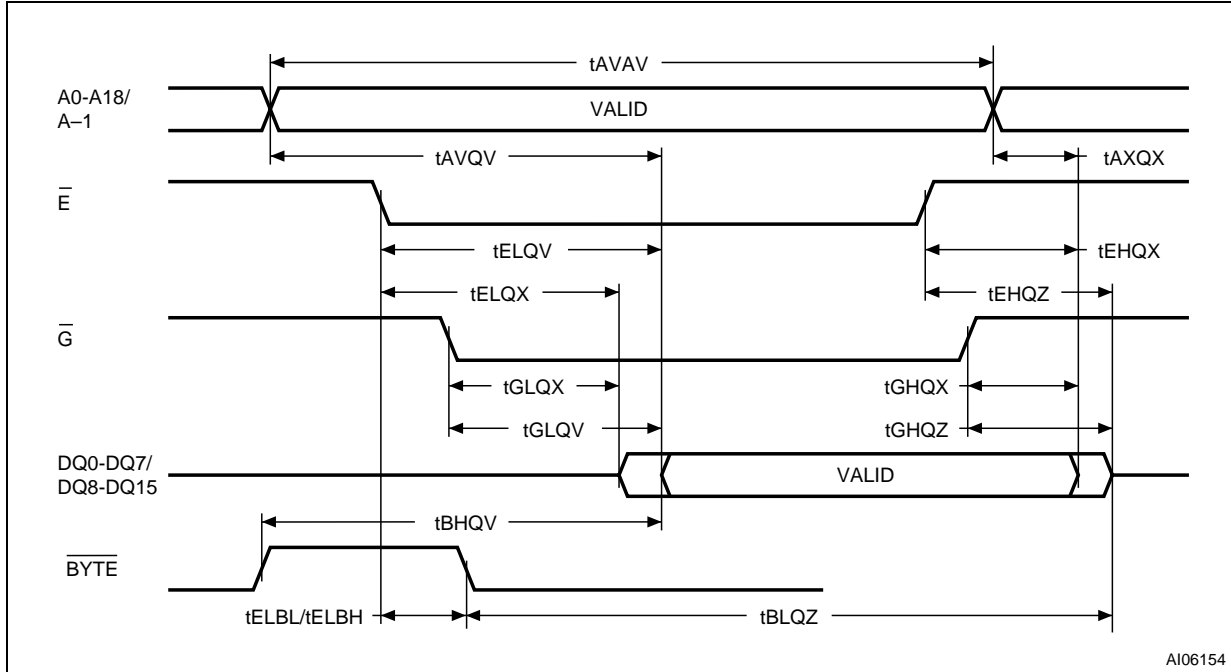 tAVAV
A0-A18/
A–1
VALID
tAVQV
tAXQX
E
tELQV
tEHQX
tELQX
tEHQZ
G
tGLQX
tGHQX
tGLQV
tGHQZ
DQ0-DQ7/
DQ8-DQ15
VALID
tBHQV
BYTE
tELBL/tELBH
tBLQZ
AI06154